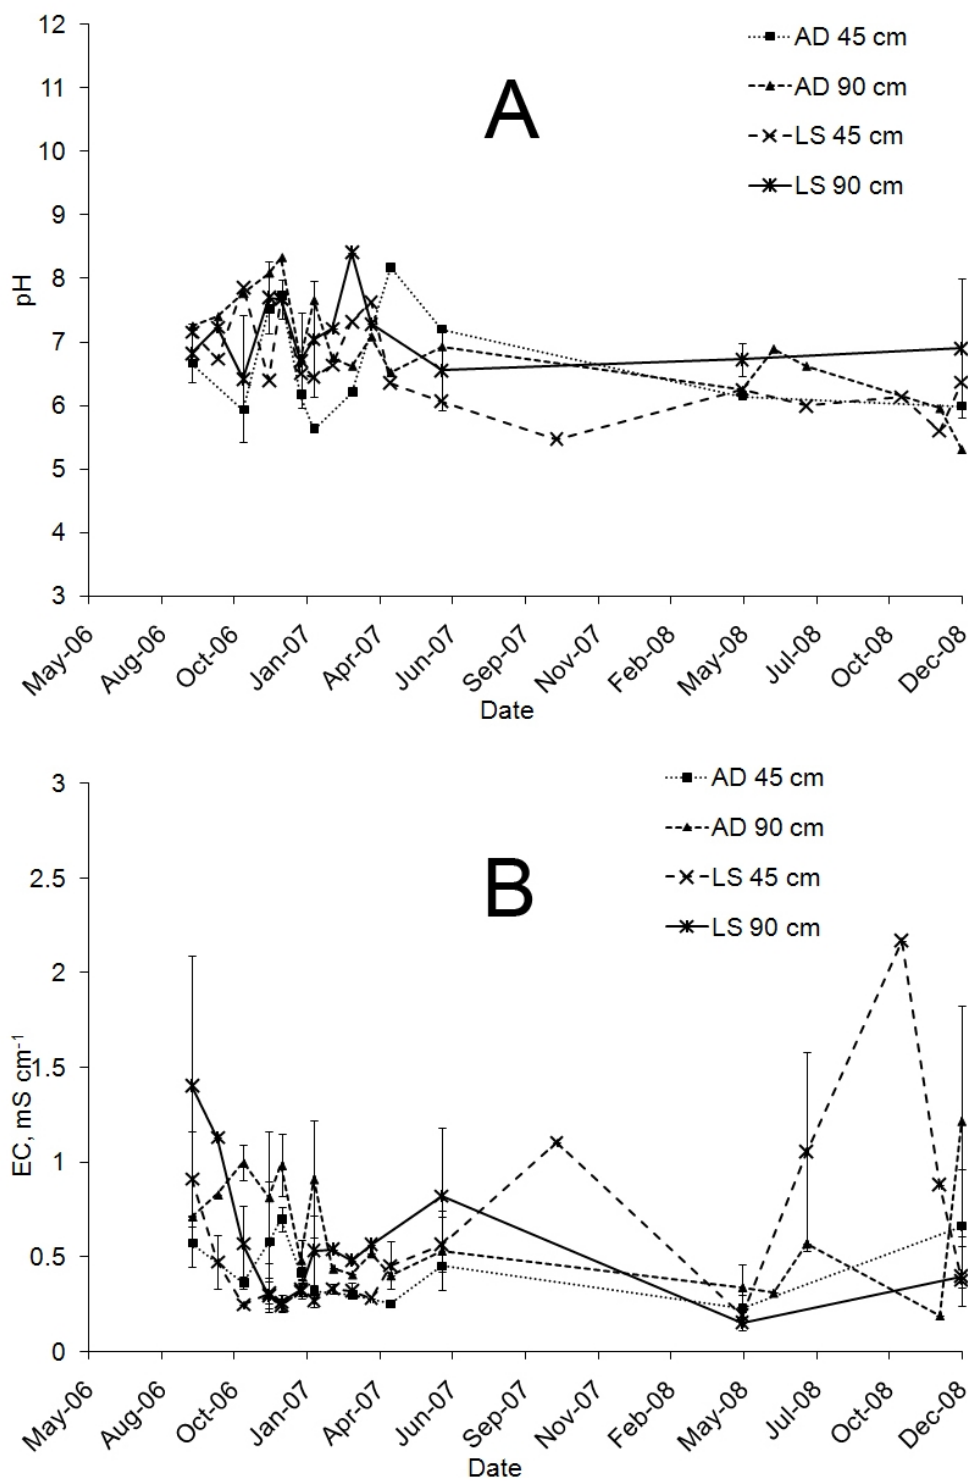 12
11
10
9
8
7
6
5
4
3
pH
A
AD 45 cm
AD 90 cm
LS 45 cm
LS 90 cm
May-06
Aug-06
Oct-06
Jan-07
Apr-07
Jun-07
Sep-07
Nov-07
Feb-08
May-08
Jul-08
Oct-08
Dec-08
Date
3
2.5
2
1.5
1
0.5
0
EC, mS cm-1
B
AD 45 cm
AD 90 cm
LS 45 cm
LS 90 cm
May-06
Aug-06
Oct-06
Jan-07
Apr-07
Jun-07
Sep-07
Nov-07
Feb-08
May-08
Jul-08
Oct-08
Dec-08
Date